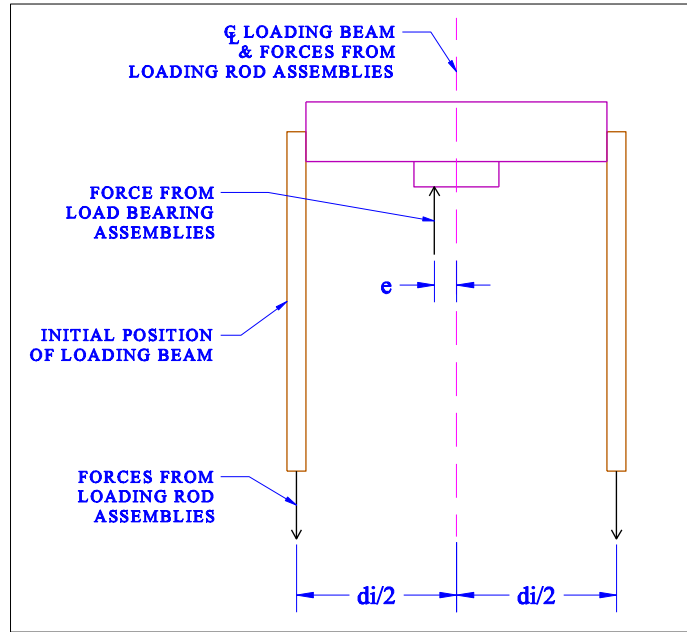 ℄ LOADING BEAM
& FORCES FROM
LOADING ROD ASSEMBLIES
FORCE FROM
LOAD BEARING
ASSEMBLIES
e
INITIAL POSITION
OF LOADING BEAM
FORCES FROM
LOADING ROD
ASSEMBLIES
di/2 di/2